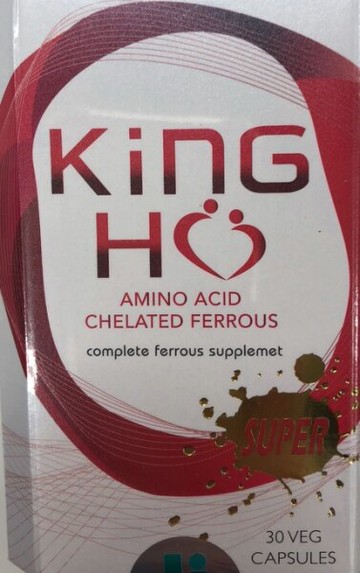 KiNG
HO
AMINO ACID
CHELATED FERROUS
complete ferrous supplemet
SUPER
30 VEG
CAPSULES